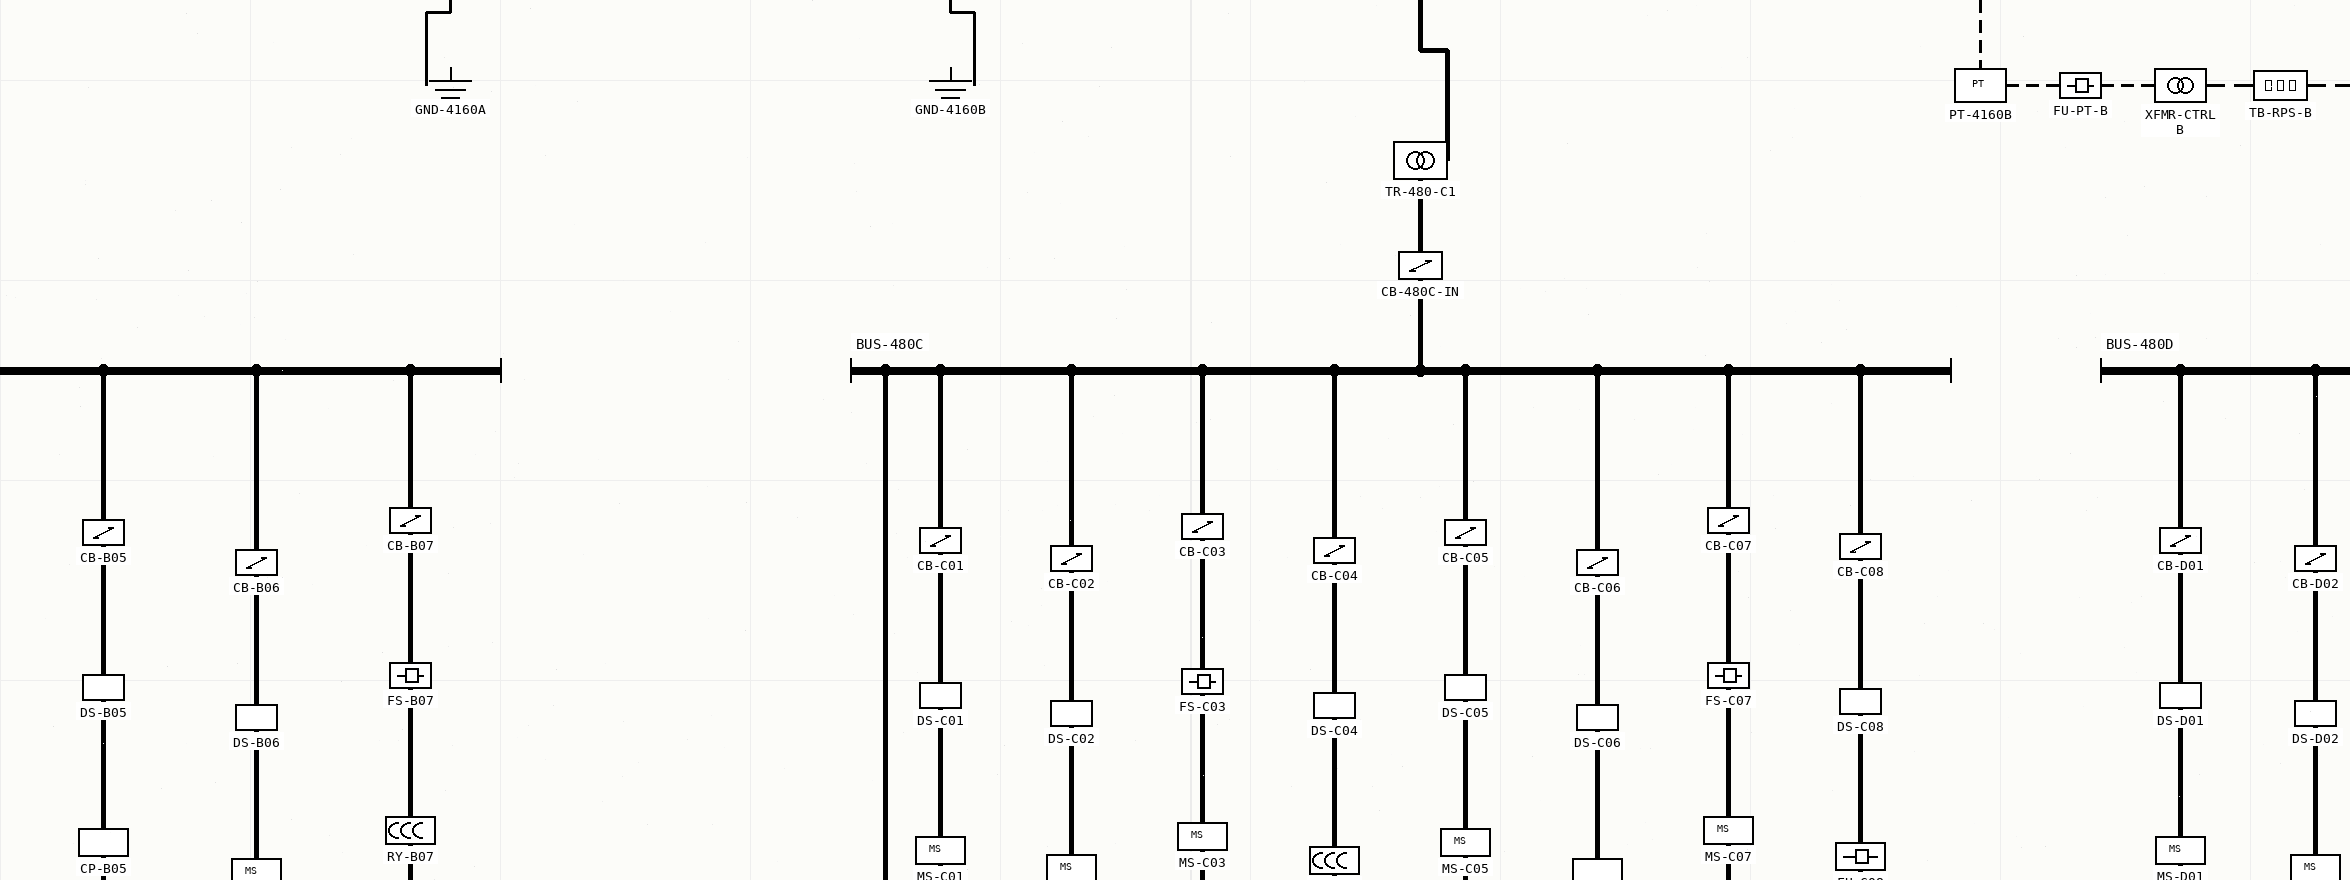 GND-4160A
GND-4160B
PT
PT-4160B
FU-PT-B
XFMR-CTRL
B
TB-RPS-B
TR-480-C1
CB-480C-IN
BUS-480C
BUS-480D
CB-B05
CB-B06
CB-B07
CB-C01
CB-C02
CB-C03
CB-C04
CB-C05
CB-C06
CB-C07
CB-C08
CB-D01
CB-D02
DS-B05
DS-B06
FS-B07
DS-C01
DS-C02
FS-C03
DS-C04
DS-C05
DS-C06
FS-C07
DS-C08
DS-D01
DS-D02
CP-B05
MS
RY-B07
MS
MS-C01
MS
MS
MS-C03
MS
MS-C05
MS
MS-C07
MS
MS-D01
MS